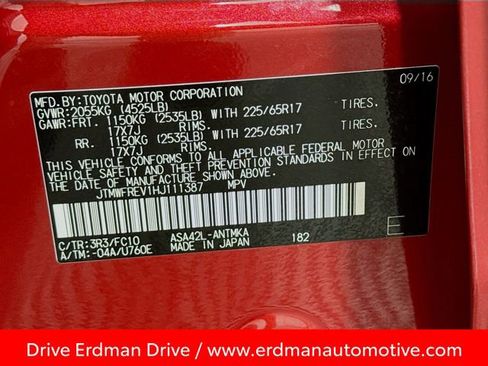 MFD.BY:TOYOTA MOTOR CORPORATION 09/16
GVWR:2055KG (4525LB)
GAWR:FRT. 1150KG (2535LB) WITH 225/65R17 TIRES.
17X7J RIMS.
RR. 1150KG (2535LB) WITH 225/65R17 TIRES.
17X7J RIMS.
THIS VEHICLE CONFORMS TO ALL APPLICABLE FEDERAL MOTOR
VEHICLE SAFETY,BUMPER,AND THEFT PREVENTION STANDARDS
IN EFFECT ON THE DATE OF MANUFACTURE SHOWN ABOVE.
JTMWFREV1HJ111387 MPV
C/TR:3R3/FC10 ASA42L-ANTMKA E
A/TM:-04A/U760E MADE IN JAPAN 182
Drive Erdman Drive / www.erdmanautomotive.com